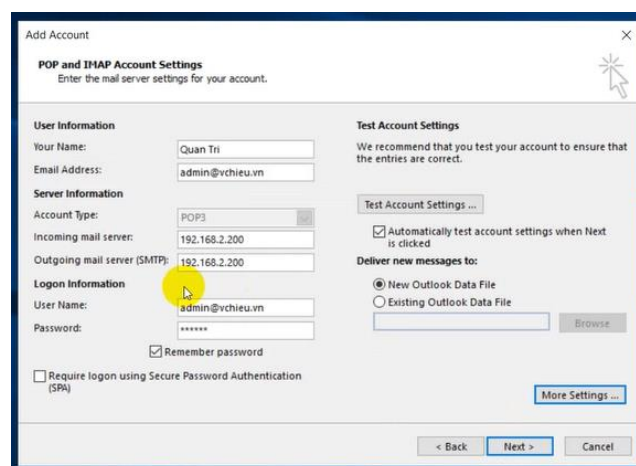 Add Account
POP and IMAP Account Settings
Enter the mail server settings for your account.
User Information
Your Name: Quan Tri
Email Address: admin@vchieu.vn
Server Information
Account Type: POP3
Incoming mail server: 192.168.2.200
Outgoing mail server (SMTP): 192.168.2.200
Logon Information
User Name: admin@vchieu.vn
Password: ******
Remember password
Require logon using Secure Password Authentication
(SPA)
Test Account Settings
We recommend that you test your account to ensure that
the entries are correct.
Test Account Settings ...
Automatically test account settings when Next
is clicked
Deliver new messages to:
New Outlook Data File
Existing Outlook Data File
Browse
More Settings ...
< Back Next > Cancel